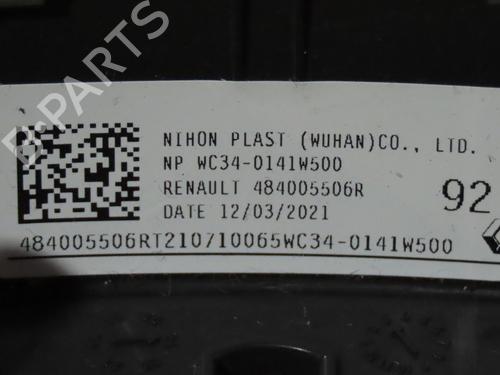 B-PARTS
NIHON PLAST (WUHAN)CO., LTD.
NP WC34-0141W500
RENAULT 484005506R
DATE 12/03/2021
92
484005506RT210710065WC34-0141W500